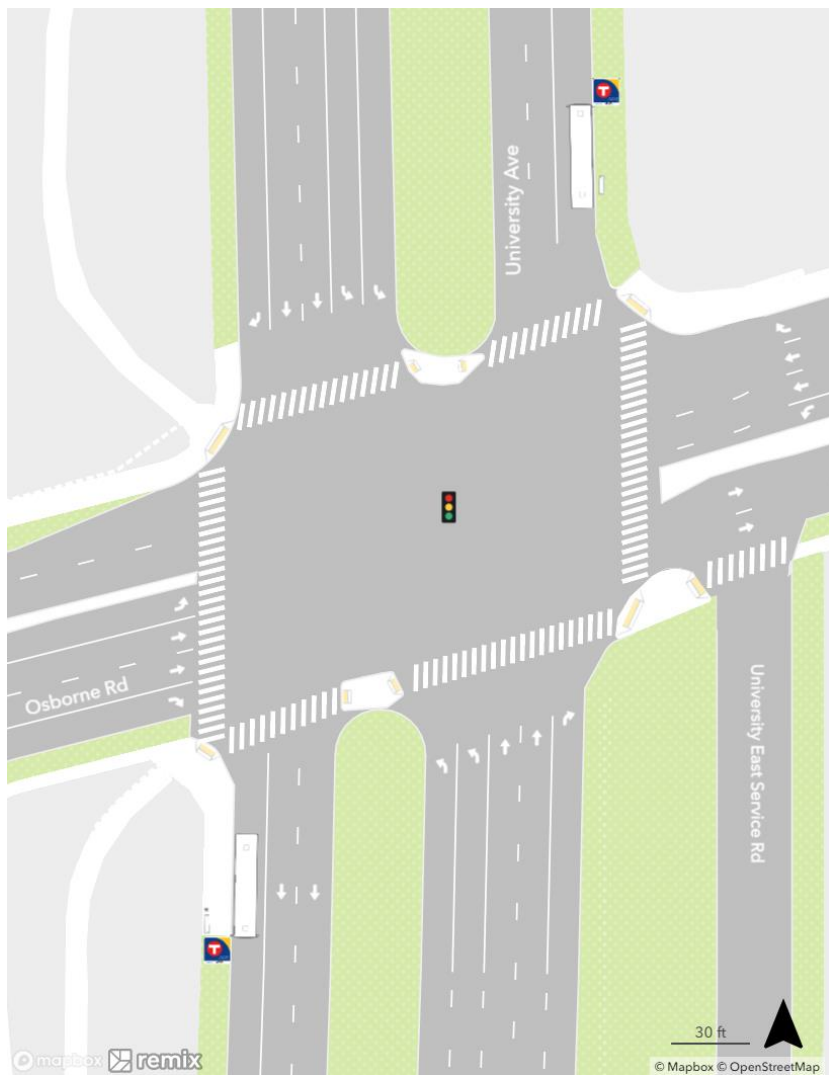 T
University Ave
Osborne Rd
University East Service Rd
T
30 ft
mapbox remix
© Mapbox © OpenStreetMap